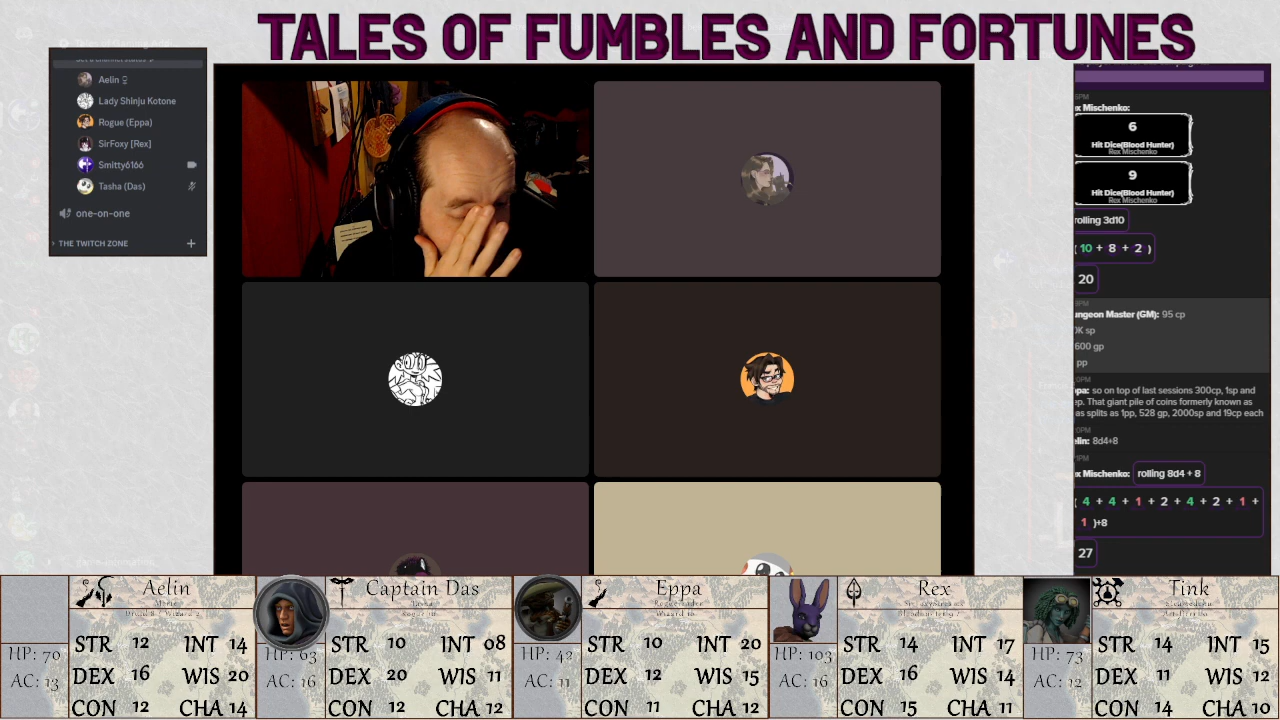 TALES OF FUMBLES AND FORTUNES
Aelin
Lady Shinju Kotone
Rogue (Eppa)
SirFoxy [Rex]
Smitty6166
Tasha (Das)
one-on-one
THE TWITCH ZONE +
Mischenko:
6
Hit Dice(Blood Hunter)
Rex Mischenko
9
Hit Dice(Blood Hunter)
Rex Mischenko
rolling 3d10
( 10 + 8 + 2 )
20
Master (GM): 95 cp
sp
600 gp
pp
so on top of last sessions 300cp, 1sp and
That giant pile of coins formerly known as
as splits as 1pp, 528 gp, 2000sp and 19cp each
8d4+8
Mischenko: rolling 8d4 + 8
( 4 + 4 + 1 + 2 + 4 + 2 + 1 +
1 )+8
27
Aelin
STR 12 INT 14
HP: 70
DEX 16 WIS 20
AC: 13
CON 12 CHA 14
Captain Das
STR 10 INT 08
HP: 63
DEX 20 WIS 11
AC: 16
CON 12 CHA 12
Eppa
STR 10 INT 20
HP: 42
DEX 12 WIS 15
AC: 11
CON 11 CHA 12
Rex
STR 14 INT 17
HP: 103
DEX 16 WIS 14
AC: 16
CON 15 CHA 11
Tink
STR 14 INT 15
HP: 73
DEX 11 WIS 12
AC: 12
CON 14 CHA 10